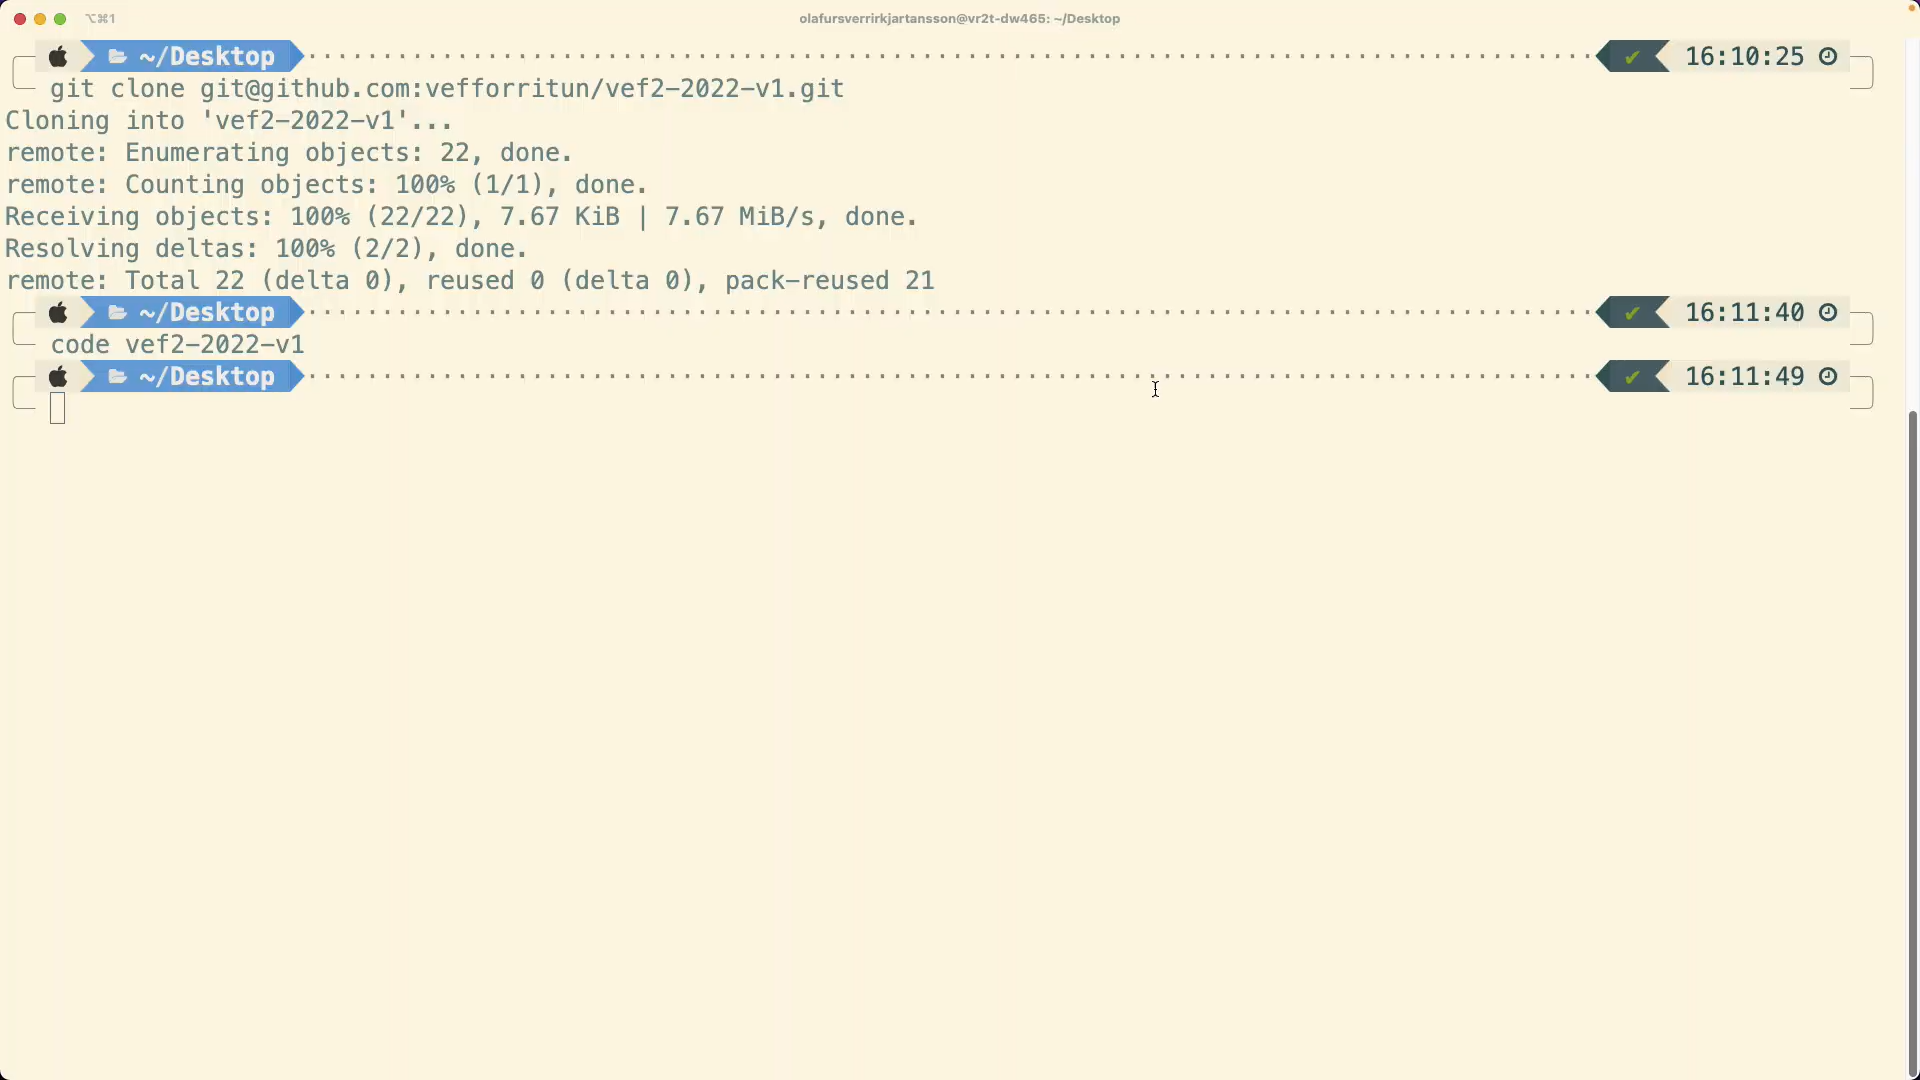 ⌥⌘1 olafursverrirkjartansson@vr2t-dw465: ~/Desktop
~/Desktop ✔ 16:10:25
git clone git@github.com:vefforritun/vef2-2022-v1.git
Cloning into 'vef2-2022-v1'...
remote: Enumerating objects: 22, done.
remote: Counting objects: 100% (1/1), done.
Receiving objects: 100% (22/22), 7.67 KiB | 7.67 MiB/s, done.
Resolving deltas: 100% (2/2), done.
remote: Total 22 (delta 0), reused 0 (delta 0), pack-reused 21
~/Desktop ✔ 16:11:40
code vef2-2022-v1
~/Desktop ✔ 16:11:49